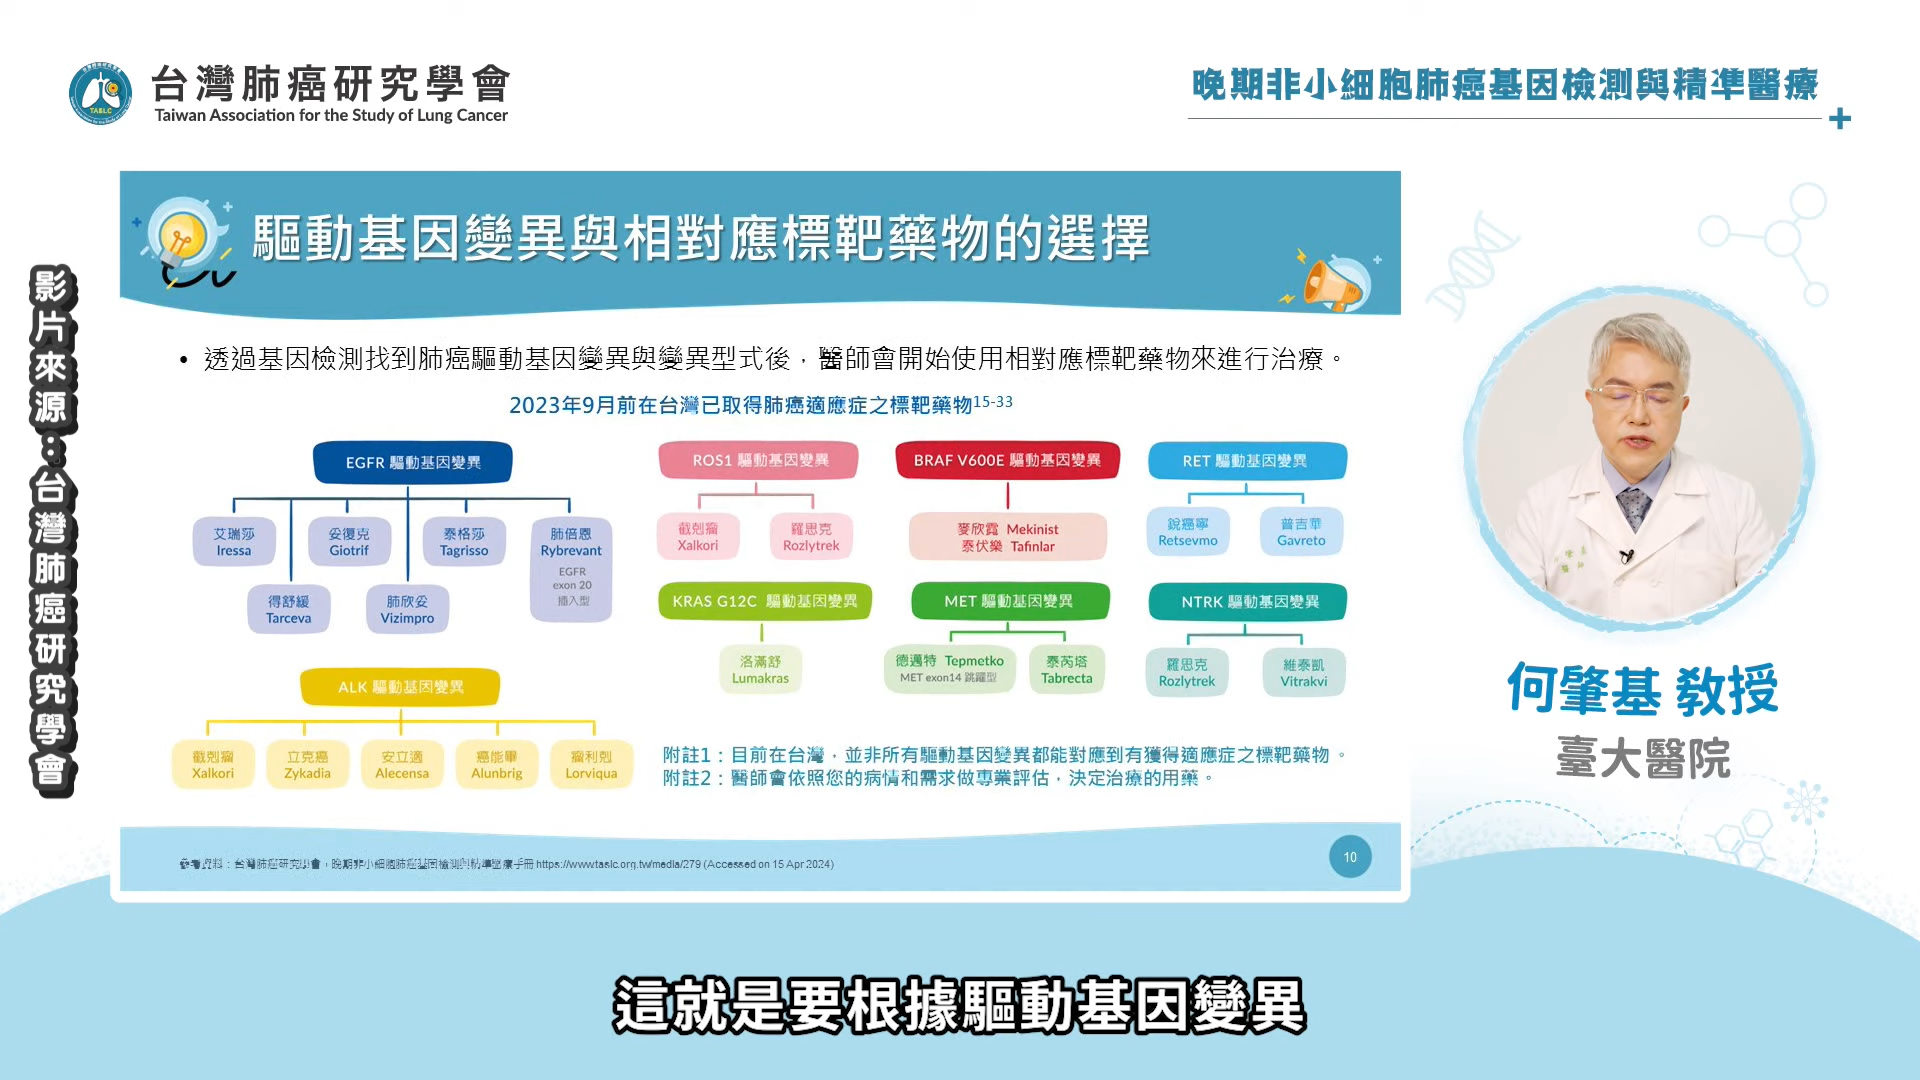 台灣肺癌研究學會
Taiwan Association for the Study of Lung Cancer
TASLC
晚期非小細胞肺癌基因檢測與精準醫療
影片來源:台灣肺癌研究學會
驅動基因變異與相對應標靶藥物的選擇
• 透過基因檢測找到肺癌驅動基因變異與變異型式後，醫師會開始使用相對應標靶藥物來進行治療。
2023年9月前在台灣已取得肺癌適應症之標靶藥物15-33
EGFR 驅動基因變異
艾瑞莎
Iressa
妥復克
Giotrif
泰格莎
Tagrisso
肺倍恩
Rybrevant
EGFR
exon 20
插入型
得舒緩
Tarceva
肺欣妥
Vizimpro
ALK 驅動基因變異
截剋瘤
Xalkori
立克癌
Zykadia
安立適
Alecensa
癌能畢
Alunbrig
瘤利剋
Lorviqua
ROS1 驅動基因變異
截剋瘤
Xalkori
羅思克
Rozlytrek
BRAF V600E 驅動基因變異
麥欣霓 Mekinist
泰伏樂 Tafinlar
RET 驅動基因變異
銳癌寧
Retsevmo
普吉華
Gavreto
KRAS G12C 驅動基因變異
洛滿舒
Lumakras
MET 驅動基因變異
德邁特 Tepmetko
MET exon14 跳躍型
泰芮塔
Tabrecta
NTRK 驅動基因變異
羅思克
Rozlytrek
維泰凱
Vitrakvi
附註1：目前在台灣，並非所有驅動基因變異都能對應到有獲得適應症之標靶藥物。
附註2：醫師會依照您的病情和需求做專業評估，決定治療的用藥。
參考資料：台灣肺癌研究學會，晚期非小細胞肺癌基因檢測與精準醫療手冊 https://www.taslc.org.tw/media/279 (Accessed on 15 Apr 2024)
10
何肇基 教授
臺大醫院
這就是要根據驅動基因變異